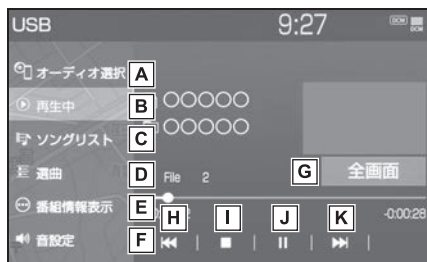 USB
9:27
DCM
DCM
オーディオ選択 A
再生中 B
○○○○○
ソングリスト C
○○○○○
選曲 D
File 2
G 全画面
番組情報表示 E
H I J K
-0:00:28
音設定 F